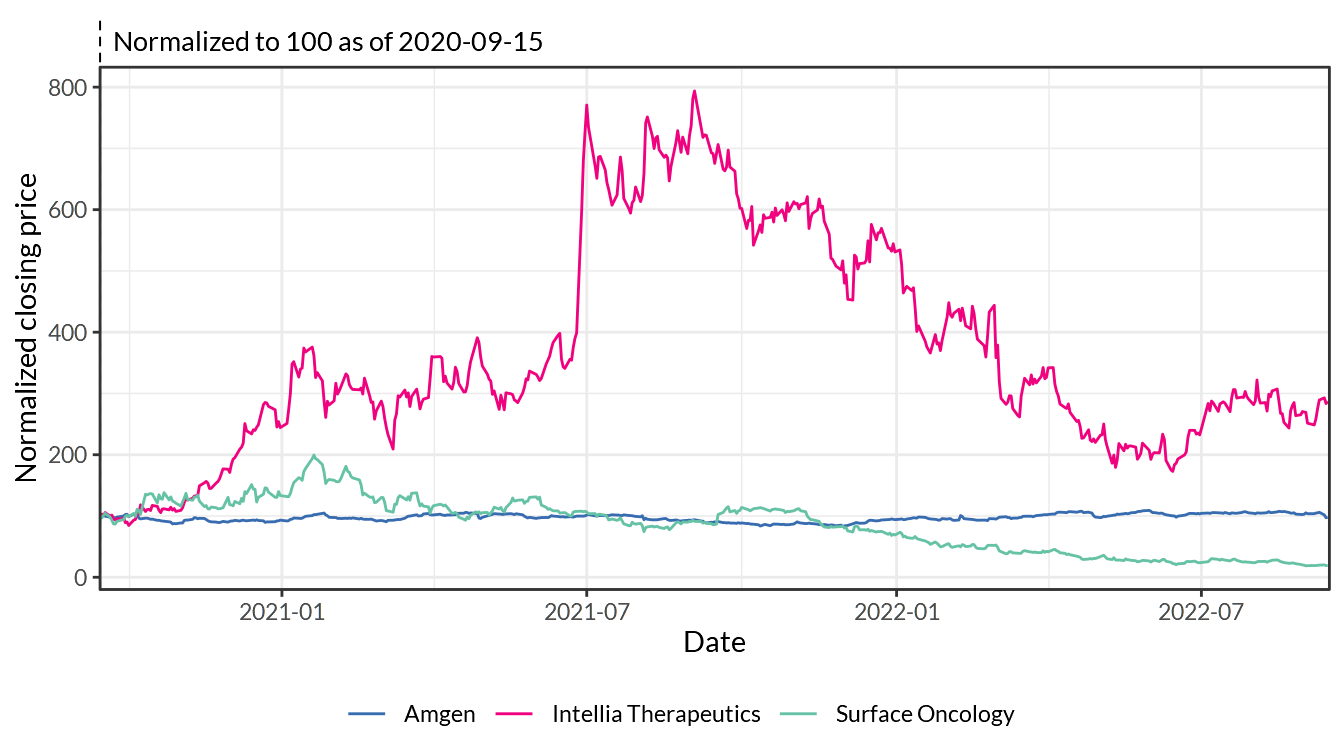 Normalized to 100 as of 2020-09-15
Normalized closing price
800
600
400
200
0
2021-01
2021-07
2022-01
2022-07
Date
Amgen
Intellia Therapeutics
Surface Oncology